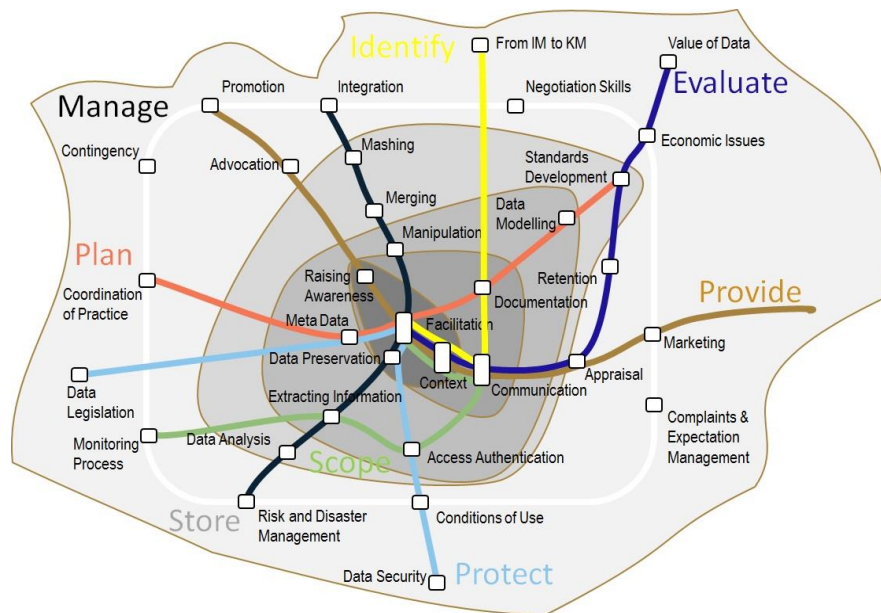 From IM to KM
Value of Data
Identify
Evaluate
Promotion
Integration
Negotiation Skills
Manage
Economic Issues
Contingency
Mashing
Advocation
Standards
Development
Merging
Data
Modelling
Manipulation
Plan
Raising
Awareness
Retention
Coordination
of Practice
Documentation
Provide
Meta Data
Facilitation
Marketing
Data Preservation
Appraisal
Context
Communication
Data
Legislation
Extracting Information
Complaints &
Expectation
Management
Monitoring
Process
Data Analysis
Scope
Access Authentication
Store
Risk and Disaster
Management
Conditions of Use
Data Security
Protect